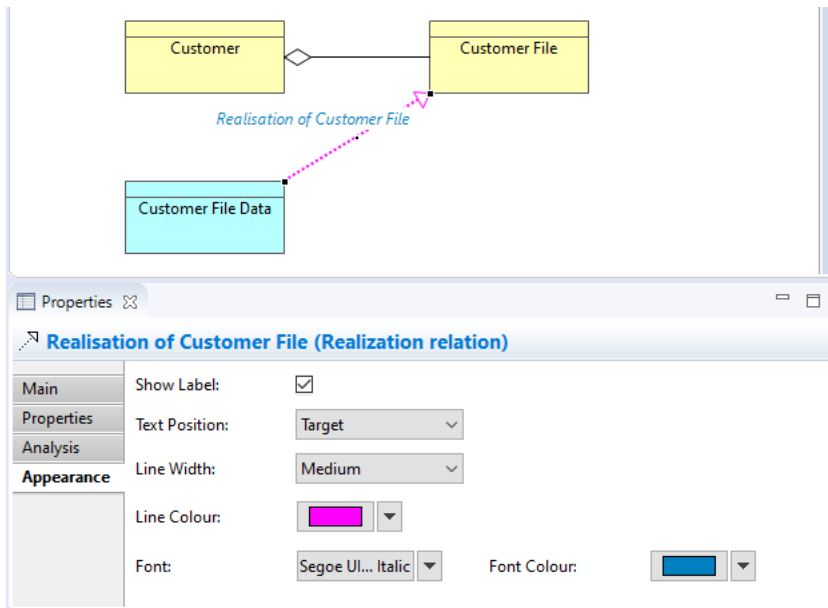 Customer
Customer File
Realisation of Customer File
Customer File Data
Properties
Realisation of Customer File (Realization relation)
Main
Properties
Analysis
Appearance
Show Label:
Text Position:
Target
Line Width:
Medium
Line Colour:
Font:
Segoe UI... Italic
Font Colour: